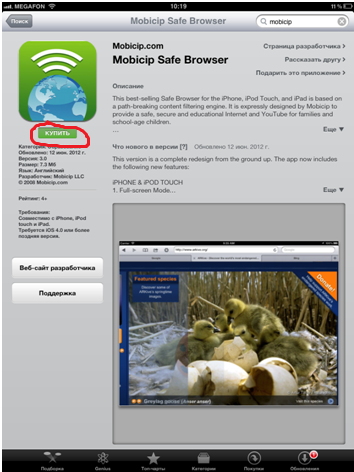 MEGAFON
10:19
11 %
Поиск
Mobicip Safe Browser
mobicip
Mobicip.com
Mobicip Safe Browser
Страница разработчика
Рассказать другу
Подарить это приложение
Описание
This best-selling Safe Browser for the iPhone, iPod Touch, and iPad is based
on a path-breaking content filtering engine. It is expressly designed by Mobicip to
provide a safe, secure and educational Internet and YouTube for families and
school-age children.
...
Еще
КУПИТЬ
Обновлено: 12 июн. 2012 г.
Версия: 3.0
Размер: 7.3 МБ
Язык: Английский
Разработчик: Mobicip LLC
© 2008 Mobicip.com
Рейтинг: 4+
Требования:
Совместимо с iPhone, iPod
touch и iPad.
Требуется iOS 4.0 или более
поздняя версия.
Что нового в версии [?] Обновлено 12 июн. 2012 г.
This version is a complete redesign from the ground up. The app now includes
the following new features:
iPHONE & IPOD TOUCH
1. Full-screen Mode...
Еще
Веб-сайт разработчика
Поддержка
Featured species
Greylag goose (Anser anser)
Подборка
Genius
Топ-чарты
Категории
Покупки
Обновления